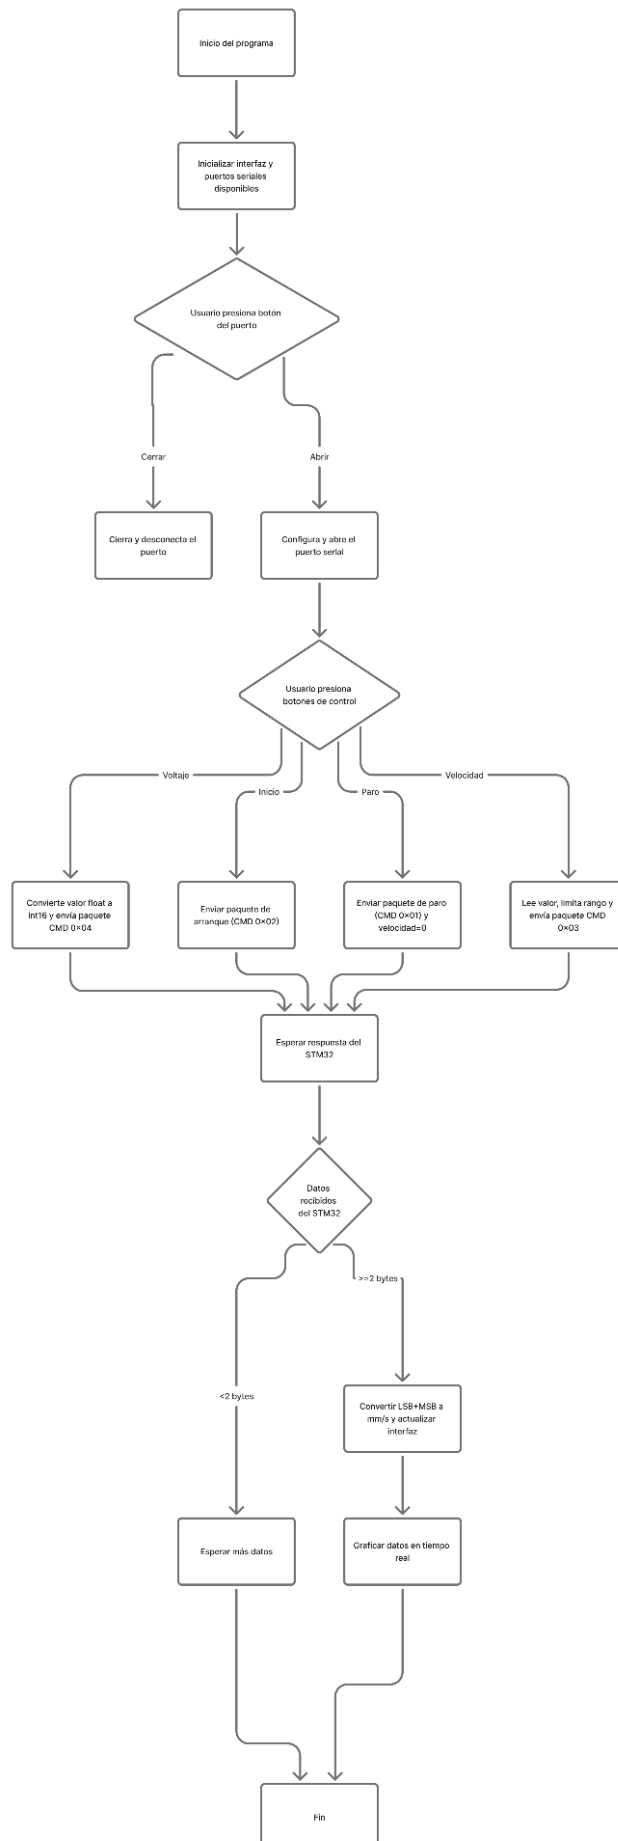 Inicio del programa
Inicializar interfaz y
puertos seriales
disponibles
Usuario presiona botón
del puerto
Cerrar
Abrir
Cierra y desconecta el
puerto
Configura y abre el
puerto serial
Usuario presiona
botones de control
Voltaje
Velocidad
Inicio
Paro
Convierte valor float a
int16 y envía paquete
CMD 0×04
Enviar paquete de
arranque (CMD 0×02)
Enviar paquete de paro
(CMD 0×01) y
velocidad=0
Lee valor, limita rango y
envía paquete CMD
0×03
Esperar respuesta del
STM32
Datos
recibidos
del STM32
>=2 bytes
<2 bytes
Convertir LSB+MSB a
mm/s y actualizar
interfaz
Esperar más datos
Graficar datos en tiempo
real
Fin